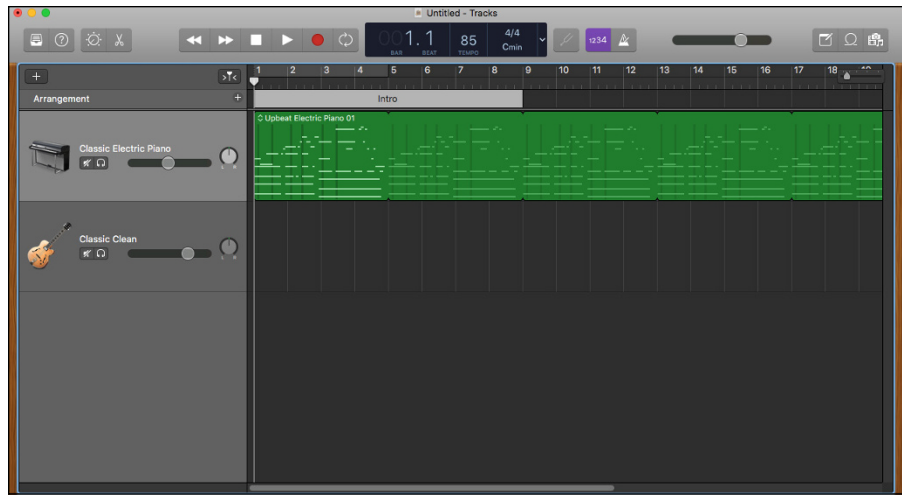 Untitled - Tracks
001. 1
BAR BEAT
85
TEMPO
4/4
Cmin
1234
1 2 3 4 5 6 7 8 9 10 11 12 13 14 15 16 17 18
Arrangement
Intro
Upbeat Electric Piano 01
Classic Electric Piano
Classic Clean